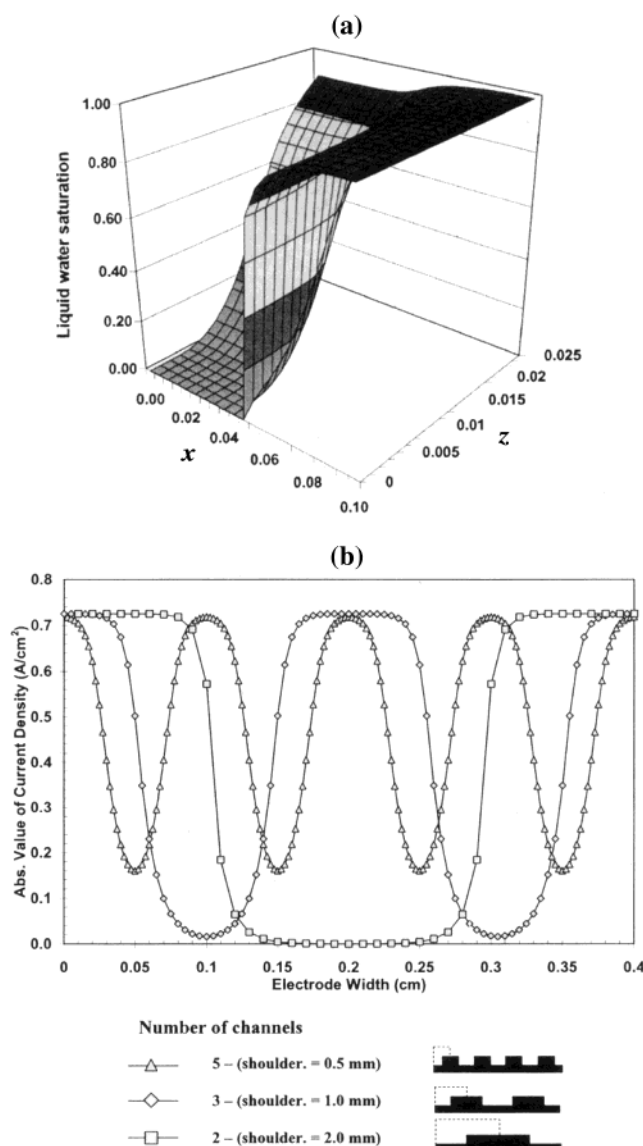 (a)
Liquid water saturation
1.00
0.80
0.60
0.40
0.20
0.00
0.00
0.02
0.04
0.06
0.08
0.10
x
0
0.005
0.01
0.015
0.02
0.025
z
(b)
Abs. Value of Current Density (A/cm²)
0.8
0.7
0.6
0.5
0.4
0.3
0.2
0.1
0.0
0 0.05 0.1 0.15 0.2 0.25 0.3 0.35 0.4
Electrode Width (cm)
Number of channels
5 – (shoulder. = 0.5 mm)
3 – (shoulder. = 1.0 mm)
2 – (shoulder. = 2.0 mm)